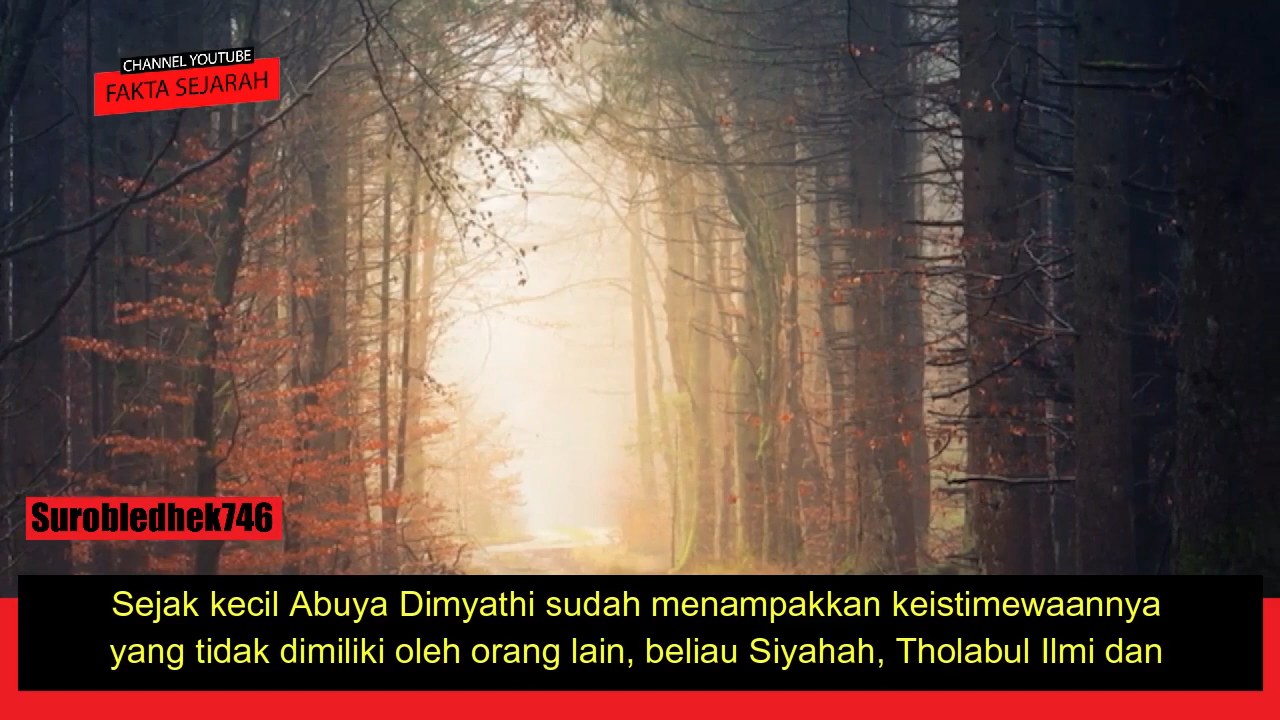 CHANNEL YOUTUBE
FAKTA SEJARAH
Surobledhek746
Sejak kecil Abuya Dimyathi sudah menampakkan keistimewaannya
yang tidak dimiliki oleh orang lain, beliau Siyahah, Tholabul Ilmi dan